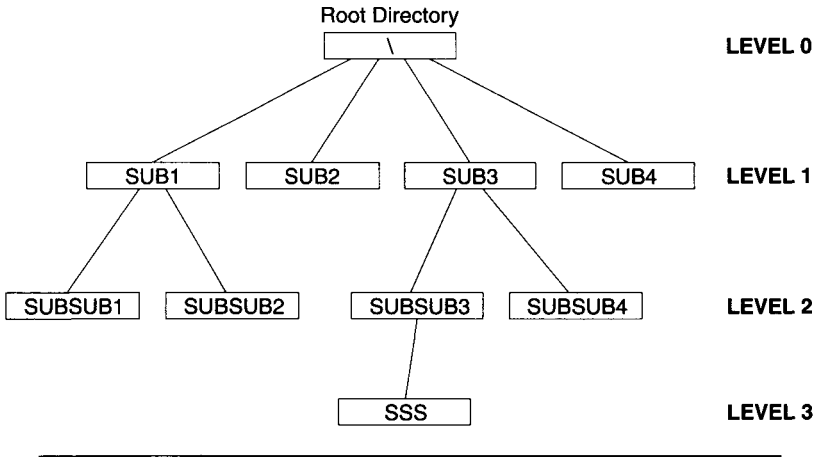 Root Directory
\ LEVEL 0
SUB1 SUB2 SUB3 SUB4 LEVEL 1
SUBSUB1 SUBSUB2 SUBSUB3 SUBSUB4 LEVEL 2
SSS LEVEL 3